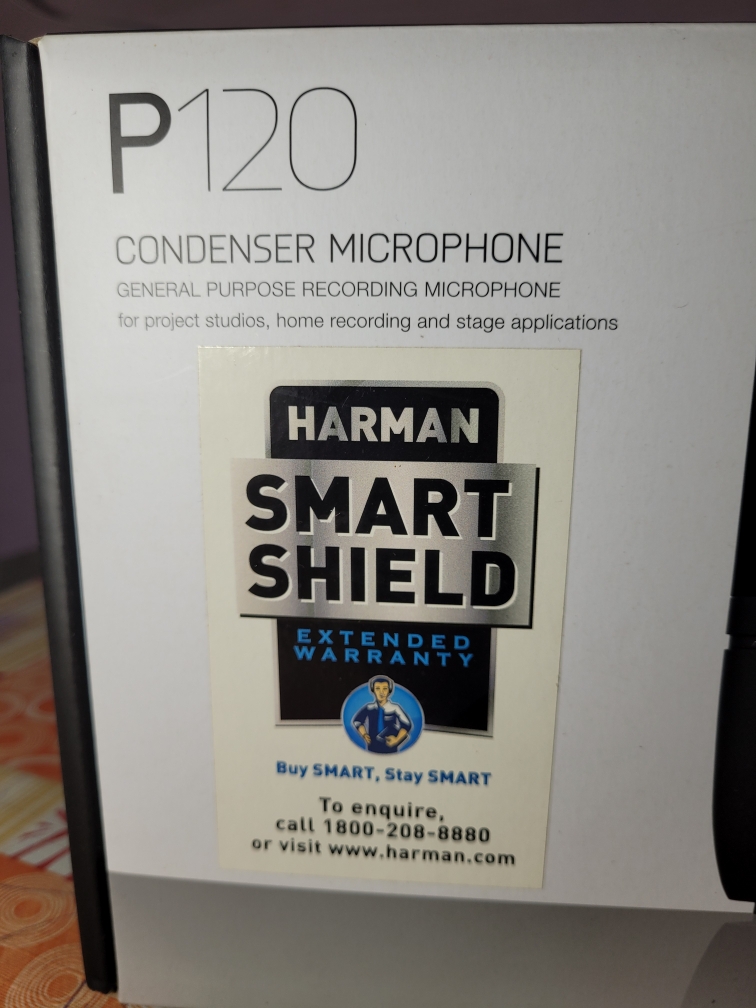 P120
CONDENSER MICROPHONE
GENERAL PURPOSE RECORDING MICROPHONE
for project studios, home recording and stage applications
HARMAN
SMART
SHIELD
EXTENDED
WARRANTY
Buy SMART, Stay SMART
To enquire,
call 1800-208-8880
or visit www.harman.com